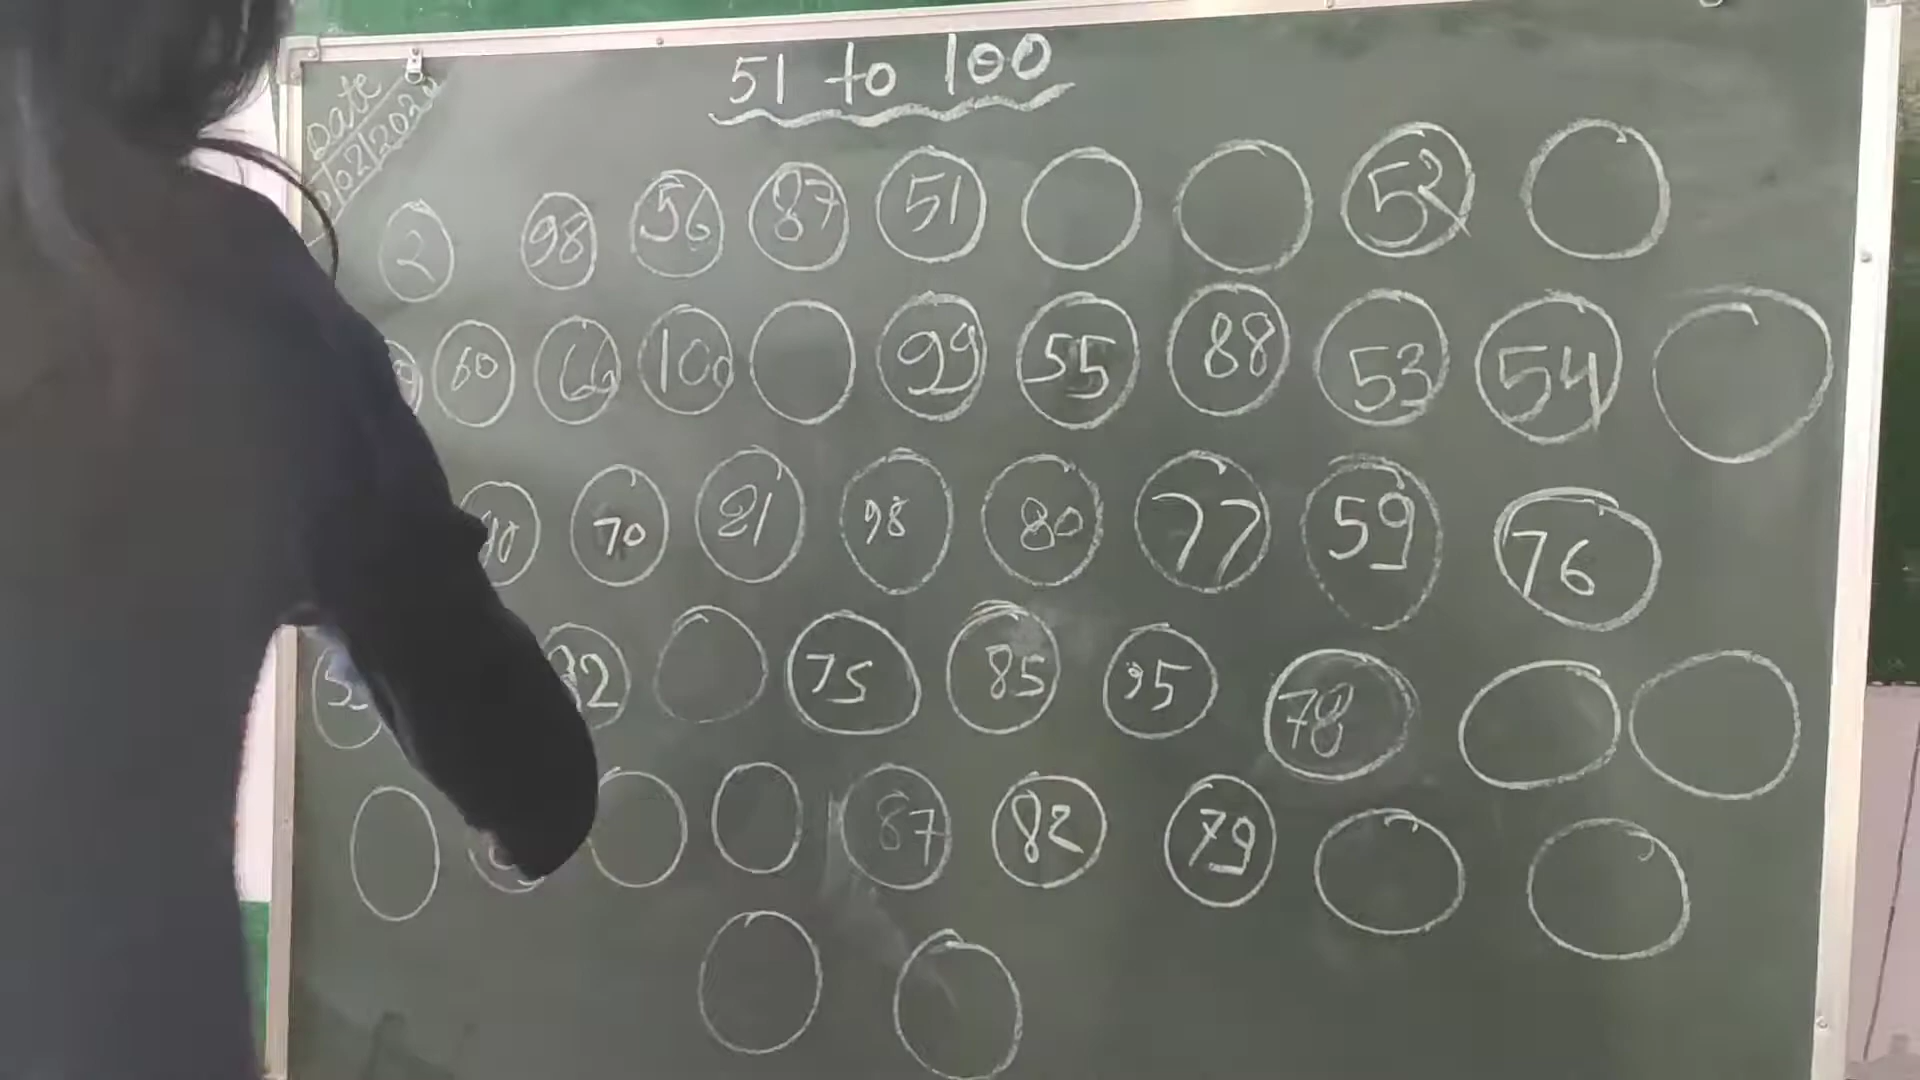 51 to 100
Date
2 98 56 87 51 52
60 66 100 99 55 88 53 54
70 81 98 80 77 59 76
75 85 95 78
87 82 79